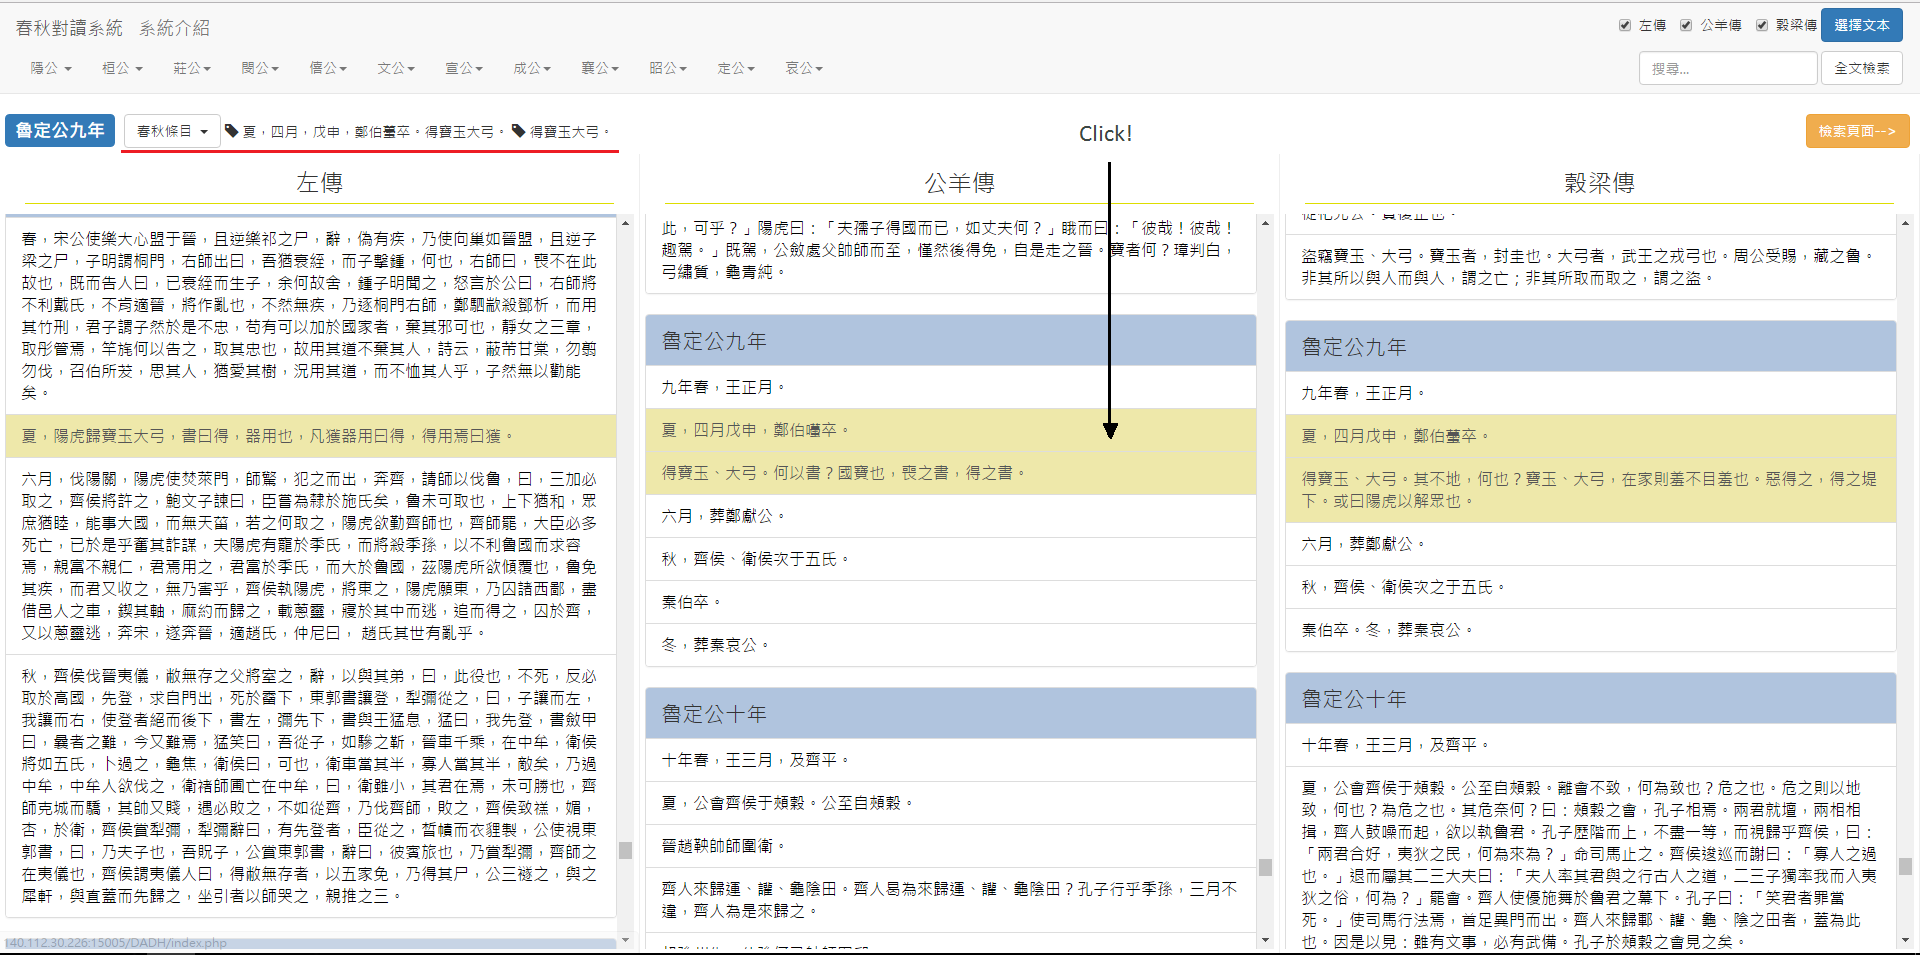 春秋對讀系統 系統介紹
左傳 公羊傳 穀梁傳 選擇文本
隱公 桓公 莊公 閔公 僖公 文公 宣公 成公 襄公 昭公 定公 哀公
搜尋... 全文檢索
魯定公九年 春秋條目 夏，四月，戊申，鄭伯蠆卒。得寶玉大弓。 得寶玉大弓。
Click!
檢索頁面-->
左傳
春，宋公使樂大心盟于晉，且逆樂祁之尸，辭，偽有疾，乃使向巢如晉盟，且逆子
梁之尸，子明謂桐門，右師出曰，吾猶衰絰，而子擊鍾，何也，右師曰，喪不在此
故也，既而告人曰，已衰絰而生子，余何故舍，鍾子明聞之，怒言於公曰，右師將
不利戴氏，不肯適晉，將作亂也，不然無疾，乃逐桐門右師，鄭駟歂殺鄧析，而用
其竹刑，君子謂子然於是不忠，苟有可以加於國家者，棄其邪可也，靜女之三章，
取彤管焉，竿旄何以告之，取其忠也，故用其道不棄其人，詩云，蔽芾甘棠，勿翦
勿伐，召伯所茇，思其人，猶愛其樹，況用其道，而不恤其人乎，子然無以勸能
矣。
夏，陽虎歸寶玉大弓，書曰得，器用也，凡獲器用曰得，得用焉曰獲。
六月，伐陽關，陽虎使焚萊門，師驚，犯之而出，奔齊，請師以伐魯，曰，三加必
取之，齊侯將許之，鮑文子諫曰，臣嘗為隸於施氏矣，魯未可取也，上下猶和，眾
庶猶睦，能事大國，而無天菑，若之何取之，陽虎欲勤齊師也，齊師罷，大臣必多
死亡，已於是乎奮其詐謀，夫陽虎有寵於季氏，而將殺季孫，以不利魯國而求容
焉，親富不親仁，君焉用之，君富於季氏，而大於魯國，茲陽虎所欲傾覆也，魯免
其疾，而君又收之，無乃害乎，齊侯執陽虎，將東之，陽虎願東，乃囚諸西鄙，盡
借邑人之車，鍥其軸，麻約而歸之，載蔥靈，寢於其中而逃，追而得之，囚於齊，
又以蔥靈逃，奔宋，遂奔晉，適趙氏，仲尼曰， 趙氏其世有亂乎。
秋，齊侯伐晉夷儀，敝無存之父將室之，辭，以與其弟，曰，此役也，不死，反必
取於高國，先登，求自門出，死於霤下，東郭書讓登，犁彌從之，曰，子讓而左，
我讓而右，使登者絕而後下，書左，彌先下，書與王猛息，猛曰，我先登，書斂甲
曰，曩者之難，今又難焉，猛笑曰，吾從子，如驂之靳，晉車千乘，在中牟，衛侯
將如五氏，卜過之，龜焦，衛侯曰，可也，衛車當其半，寡人當其半，敵矣，乃過
中牟，中牟人欲伐之，衛褚師圃亡在中牟，曰，衛雖小，其君在焉，未可勝也，齊
師克城而驕，其帥又賤，遇必敗之，不如從齊，乃伐齊師，敗之，齊侯致禚，媚，
杏，於衛，齊侯賞犁彌，犁彌辭曰，有先登者，臣從之，皙幘而衣貍製，公使視東
郭書，曰，乃夫子也，吾貺子，公賞東郭書，辭曰，彼賓旅也，乃賞犁彌，齊師之
在夷儀也，齊侯謂夷儀人曰，得敝無存者，以五家免，乃得其尸，公三襚之，與之
犀軒，與直蓋而先歸之，坐引者以師哭之，親推之三。
140.112.30.226:15005/DADH/index.php
公羊傳
此，可乎？」陽虎曰：「夫孺子得國而已，如丈夫何？」睋而曰：「彼哉！彼哉！
趣駕。」既駕，公斂處父帥師而至，慬然後得免，自是走之晉。寶者何？璋判白，
弓繡質，龜青純。
魯定公九年
九年春，王正月。
夏，四月戊申，鄭伯囆卒。
得寶玉、大弓。何以書？國寶也，喪之書，得之書。
六月，葬鄭獻公。
秋，齊侯、衛侯次于五氏。
秦伯卒。
冬，葬秦哀公。
魯定公十年
十年春，王三月，及齊平。
夏，公會齊侯于頰穀。公至自頰穀。
晉趙鞅帥師圍衛。
齊人來歸運、讙、龜陰田。齊人曷為來歸運、讙、龜陰田？孔子行乎季孫，三月不
違，齊人為是來歸之。
穀梁傳
盜竊寶玉、大弓。寶玉者，封圭也。大弓者，武王之戎弓也。周公受賜，藏之魯。
非其所以與人而與人，謂之亡；非其所取而取之，謂之盜。
魯定公九年
九年春，王正月。
夏，四月戊申，鄭伯蠆卒。
得寶玉、大弓。其不地，何也？寶玉、大弓，在家則羞不目羞也。惡得之，得之堤
下。或曰陽虎以解眾也。
六月，葬鄭獻公。
秋，齊侯、衛侯次之于五氏。
秦伯卒。冬，葬秦哀公。
魯定公十年
十年春，王三月，及齊平。
夏，公會齊侯于頰穀。公至自頰穀。離會不致，何為致也？危之也。危之則以地
致，何也？為危之也。其危奈何？曰：頰穀之會，孔子相焉。兩君就壇，兩相相
揖，齊人鼓噪而起，欲以執魯君。孔子歷階而上，不盡一等，而視歸乎齊侯，曰：
「兩君合好，夷狄之民，何為來為？」命司馬止之。齊侯逡巡而謝曰：「寡人之過
也。」退而屬其二三大夫曰：「夫人率其君與之行古人之道，二三子獨率我而入夷
狄之俗，何為？」罷會。齊人使優施舞於魯君之幕下。孔子曰：「笑君者罪當
死。」使司馬行法焉，首足異門而出。齊人來歸鄆、讙、龜、陰之田者，蓋為此
也。因是以見：雖有文事，必有武備。孔子於頰穀之會見之矣。